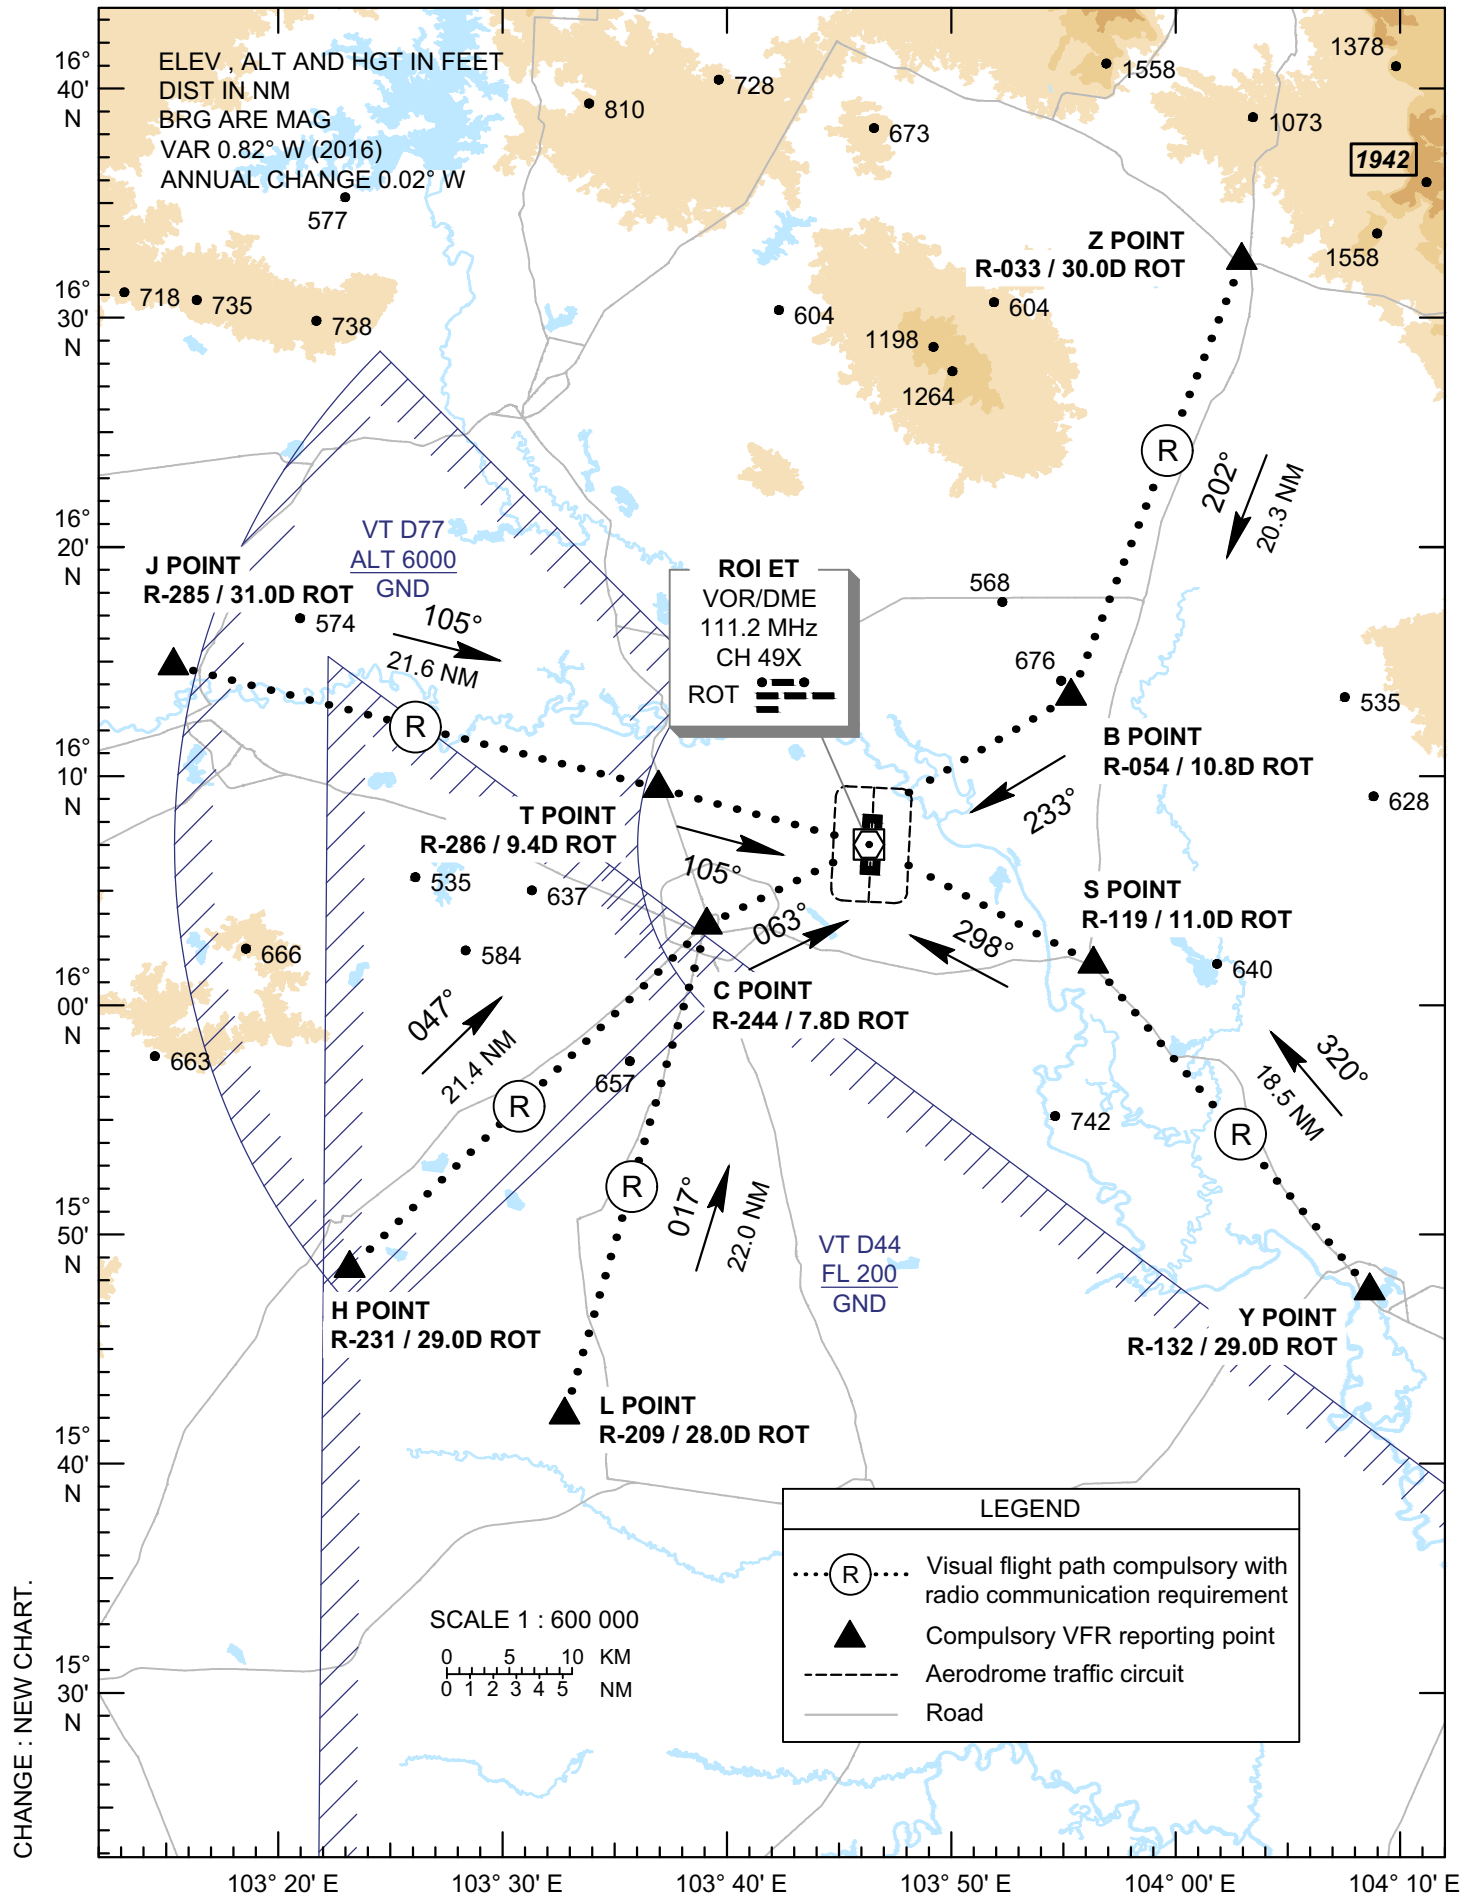 ELEV , ALT AND HGT IN FEET
DIST IN NM
BRG ARE MAG
VAR 0.82° W (2016)
ANNUAL CHANGE 0.02° W
16°
40'
N
577
810
728
673
1558
1378
1073
1942
1558
Z POINT
R-033 / 30.0D ROT
718
735
738
16°
30'
N
604
604
1198
1264
R
202°
20.3 NM
16°
20'
N
VT D77
ALT 6000
GND
J POINT
R-285 / 31.0D ROT
574
105°
21.6 NM
ROI ET
VOR/DME
111.2 MHz
CH 49X
ROT
568
676
535
R
16°
10'
N
B POINT
R-054 / 10.8D ROT
233°
628
T POINT
R-286 / 9.4D ROT
105°
535
637
S POINT
R-119 / 11.0D ROT
063°
298°
666
584
640
16°
00'
N
C POINT
R-244 / 7.8D ROT
047°
21.4 NM
663
657
R
742
320°
18.5 NM
R
R
017°
22.0 NM
15°
50'
N
VT D44
FL 200
GND
H POINT
R-231 / 29.0D ROT
Y POINT
R-132 / 29.0D ROT
L POINT
R-209 / 28.0D ROT
15°
40'
N
LEGEND
R
Visual flight path compulsory with
radio communication requirement
Compulsory VFR reporting point
Aerodrome traffic circuit
Road
SCALE 1 : 600 000
0 5 10 KM
0 1 2 3 4 5 NM
15°
30'
N
CHANGE : NEW CHART.
103° 20' E
103° 30' E
103° 40' E
103° 50' E
104° 00' E
104° 10' E